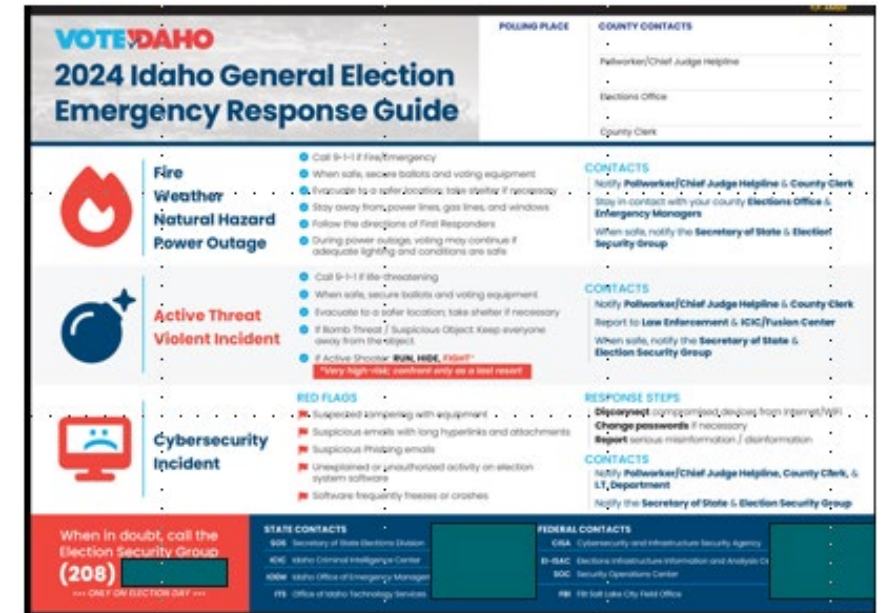 VOTE IDAHO
2024 Idaho General Election
Emergency Response Guide
POLLING PLACE
COUNTY CONTACTS
Pollworker/Chief Judge Helpline
Elections Office
County Clerk
Fire
Weather
Natural Hazard
Power Outage
Call 9-1-1 if Fire/Emergency
When safe, secure ballots and voting equipment
Evacuate to a safer location; take shelter if necessary
Stay away from power lines, gas lines, and windows
Follow the directions of First Responders
During power outage, voting may continue if
adequate lighting and conditions are safe
CONTACTS
Notify Pollworker/Chief Judge Helpline & County Clerk
Stay in contact with your county Elections Office &
Emergency Managers
When safe, notify the Secretary of State & Election
Security Group
Active Threat
Violent Incident
Call 9-1-1 if life-threatening
When safe, secure ballots and voting equipment
Evacuate to a safer location; take shelter if necessary
If Bomb Threat / Suspicious Object: Keep everyone
away from the object
If Active Shooter: RUN, HIDE, FIGHT*
*Very high-risk; confront only as a last resort
CONTACTS
Notify Pollworker/Chief Judge Helpline & County Clerk
Report to Law Enforcement & ICIC/Fusion Center
When safe, notify the Secretary of State &
Election Security Group
Cybersecurity
Incident
RED FLAGS
Suspected tampering with equipment
Suspicious emails with long hyperlinks and attachments
Suspicious Phishing emails
Unexplained or unauthorized activity on election
system software
Software frequently freezes or crashes
RESPONSE STEPS
Disconnect compromised devices from internet/WiFi
Change passwords if necessary
Report serious misinformation / disinformation
CONTACTS
Notify Pollworker/Chief Judge Helpline, County Clerk, &
I.T. Department
Notify the Secretary of State & Election Security Group
When in doubt, call the
Election Security Group
(208)
*** ONLY ON ELECTION DAY ***
STATE CONTACTS
SOS Secretary of State Elections Division
ICIC Idaho Criminal Intelligence Center
IOEM Idaho Office of Emergency Managem
ITS Office of Idaho Technology Services
FEDERAL CONTACTS
CISA Cybersecurity and Infrastructure Security Agency
EI-ISAC Elections Infrastructure Information and Analysis Ce
SOC Security Operations Center
FBI FBI Salt Lake City Field Office